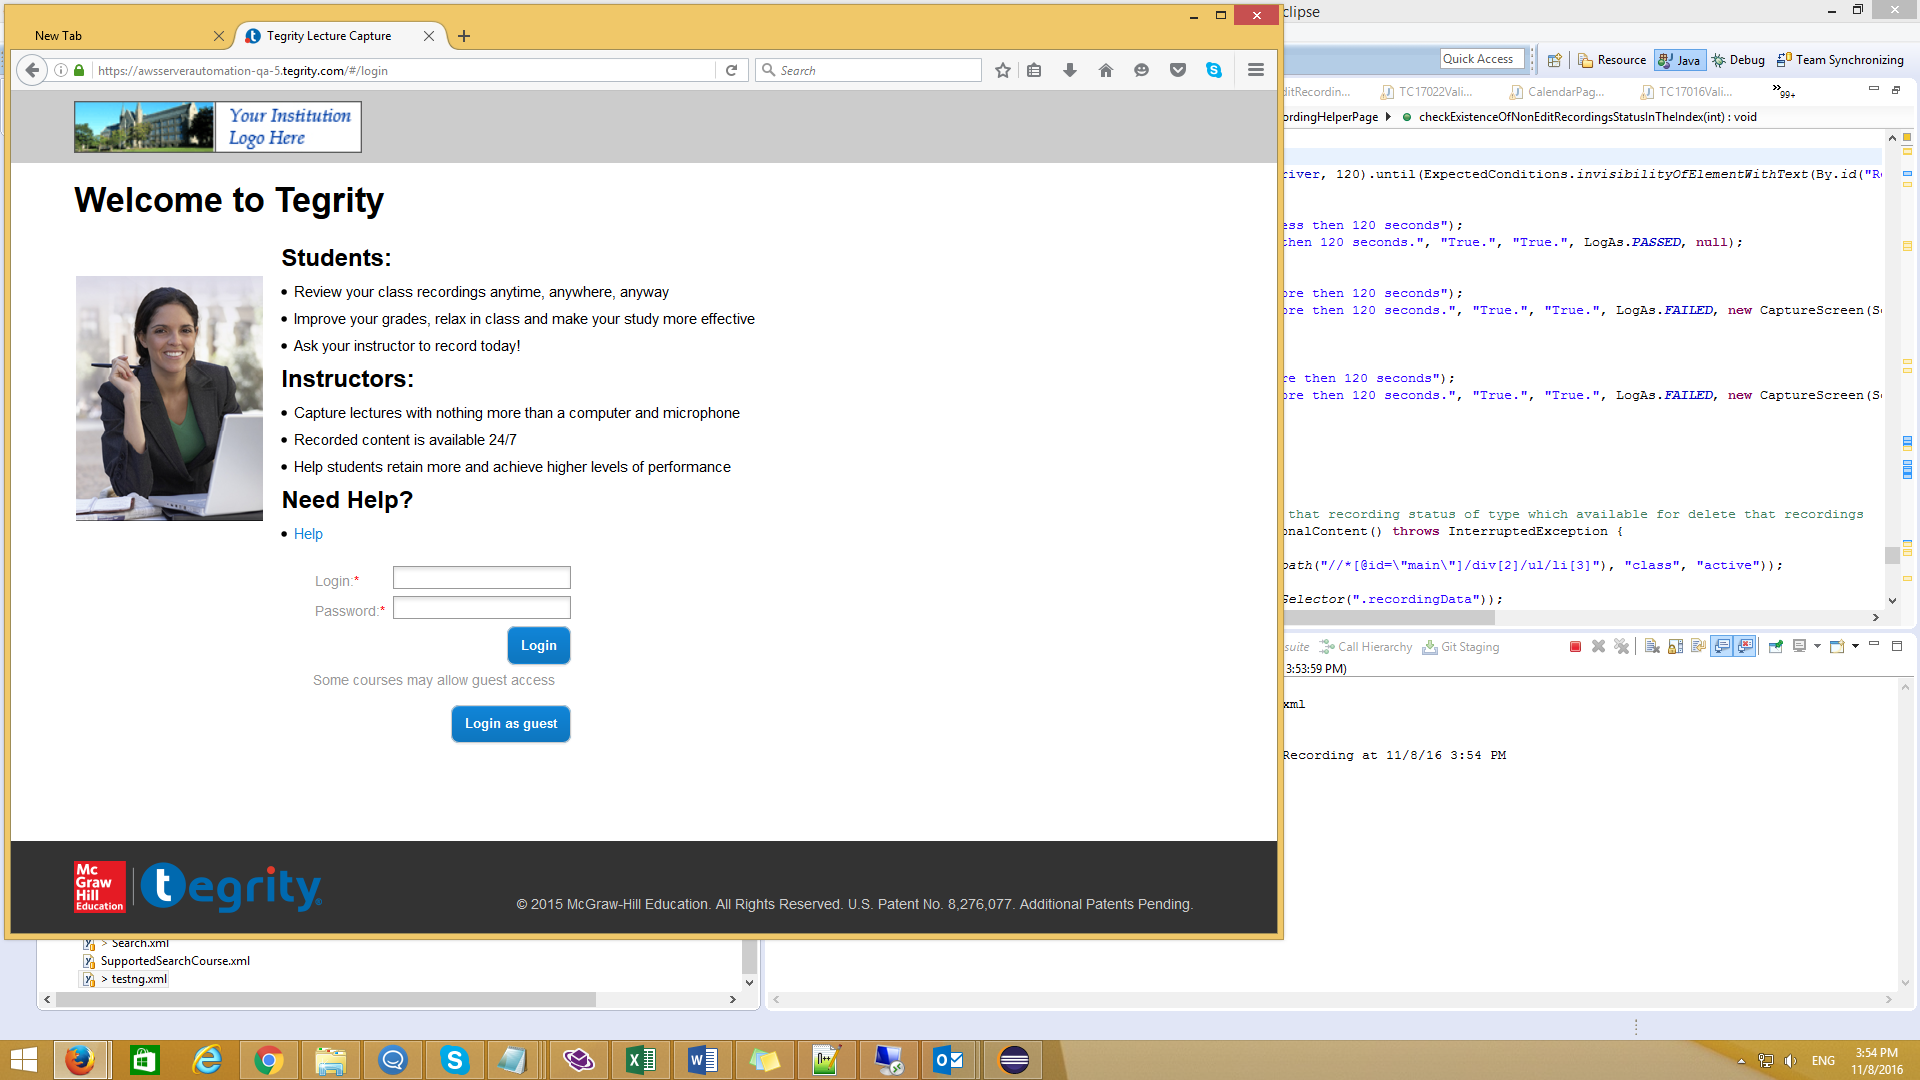 New Tab
Tegrity Lecture Capture
clipse
https://awsserverautomation-qa-5.tegrity.com/#/login
Search
Quick Access
Resource
Java
Debug
Team Synchronizing
Your Institution
Logo Here
ditRecordin...
TC17022Vali...
CalendarPag...
TC17016Vali...
99+
ordingHelperPage
checkExistenceOfNonEditRecordingsStatusInTheIndex(int) : void
Welcome to Tegrity
Students:
Review your class recordings anytime, anywhere, anyway
Improve your grades, relax in class and make your study more effective
Ask your instructor to record today!
Instructors:
Capture lectures with nothing more than a computer and microphone
Recorded content is available 24/7
Help students retain more and achieve higher levels of performance
Need Help?
Help
Login:*
Password:*
Login
Some courses may allow guest access
Login as guest
Mc
Graw
Hill
Education
tegrity
© 2015 McGraw-Hill Education. All Rights Reserved. U.S. Patent No. 8,276,077. Additional Patents Pending.
river, 120).until(ExpectedConditions.invisibilityOfElementWithText(By.id("Re
ess then 120 seconds");
then 120 seconds.", "True.", "True.", LogAs.PASSED, null);
ore then 120 seconds");
ore then 120 seconds.", "True.", "True.", LogAs.FAILED, new CaptureScreen(Se
re then 120 seconds");
ore then 120 seconds.", "True.", "True.", LogAs.FAILED, new CaptureScreen(Se
that recording status of type which available for delete that recordings
onalContent() throws InterruptedException {
path("//*[@id=\"main\"]/div[2]/ul/li[3]"), "class", "active"));
Selector(".recordingData"));
suite
Call Hierarchy
Git Staging
3:53:59 PM)
xml
Recording at 11/8/16 3:54 PM
> Search.xml
SupportedSearchCourse.xml
> testng.xml
ENG
3:54 PM
11/8/2016